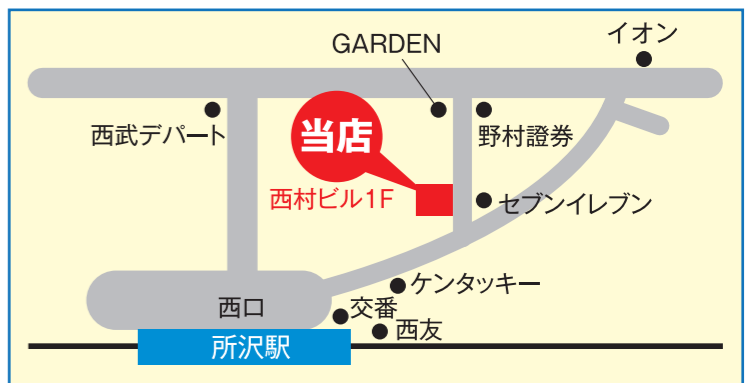 GARDEN
イオン
西武デパート
当店
野村證券
西村ビル1F
セブンイレブン
ケンタッキー
西口
交番
西友
所沢駅